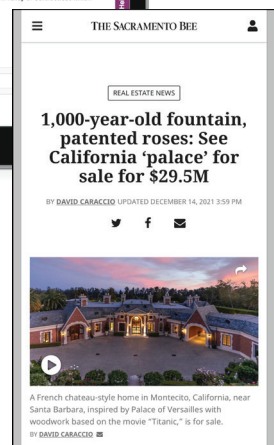 THE SACRAMENTO BEE
REAL ESTATE NEWS
1,000-year-old fountain,
patented roses: See
California ‘palace’ for
sale for $29.5M
BY DAVID CARACCIO UPDATED DECEMBER 14, 2021 3:59 PM
A French chateau-style home in Montecito, California, near
Santa Barbara, inspired by Palace of Versailles with
woodwork based on the movie “Titanic,” is for sale.
BY DAVID CARACCIO